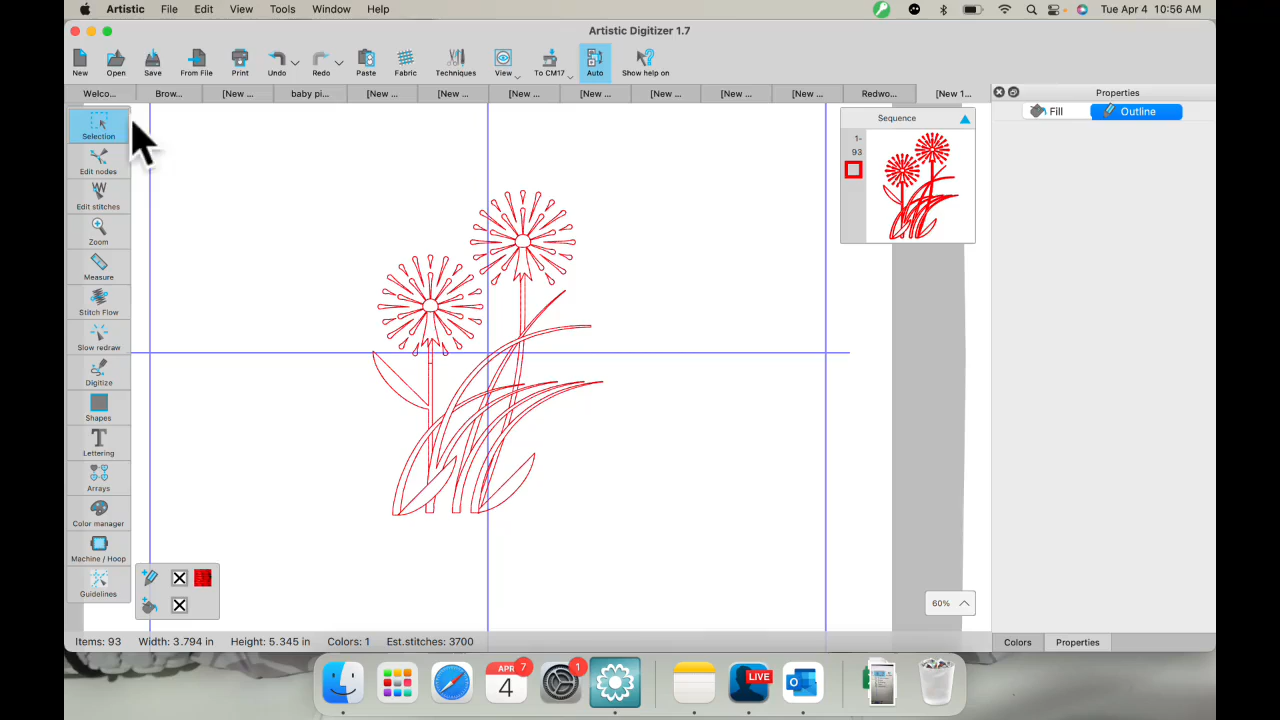 Artistic File Edit View Tools Window Help Tue Apr 4 10:56 AM
Artistic Digitizer 1.7
New Open Save From File Print Undo Redo Paste Fabric Techniques View To CM17 Auto Show help on
Welco... Brow... [New ... baby pi... [New ... [New ... [New ... [New ... [New ... [New ... [New ... Redwo... [New 1...
Properties
Fill Outline
Sequence
1-
93
Selection
Edit nodes
Edit stitches
Zoom
Measure
Stitch Flow
Slow redraw
Digitize
Shapes
Lettering
Arrays
Color manager
Machine / Hoop
Guidelines
60%
Items: 93 Width: 3.794 in Height: 5.345 in Colors: 1 Est.stitches: 3700
Colors Properties
APR 7
4
1
LIVE